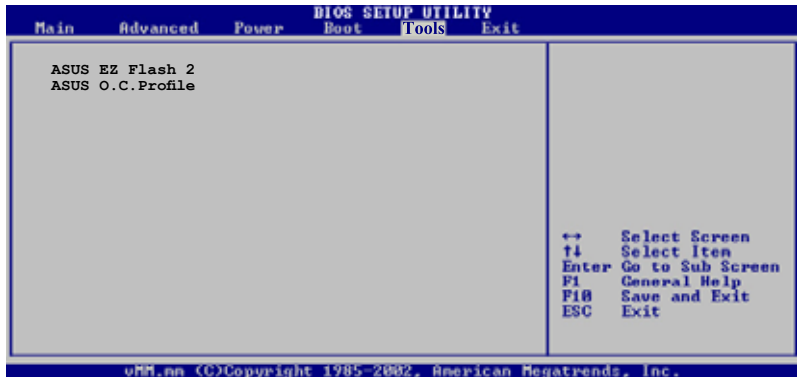 BIOS SETUP UTILITY
Main Advanced Power Boot Tools Exit
ASUS EZ Flash 2
ASUS O.C.Profile
↔ Select Screen
↑↓ Select Item
Enter Go to Sub Screen
F1 General Help
F10 Save and Exit
ESC Exit
vMM.mm (C)Copyright 1985-2002, American Megatrends, Inc.